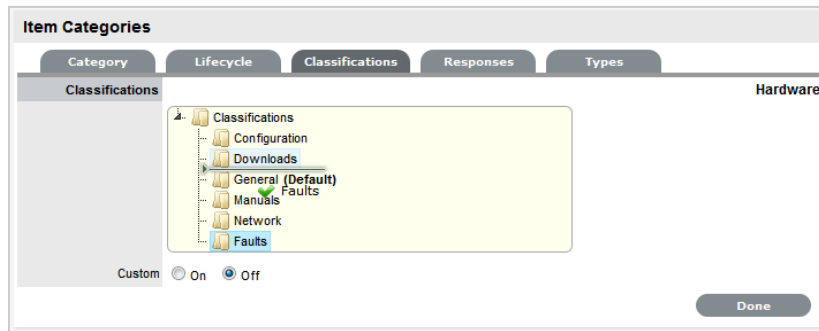 Item Categories
Category Lifecycle Classifications Responses Types
Classifications Hardware
Classifications
Configuration
Downloads
General (Default)
Faults
Manuals
Network
Faults
Custom On Off
Done